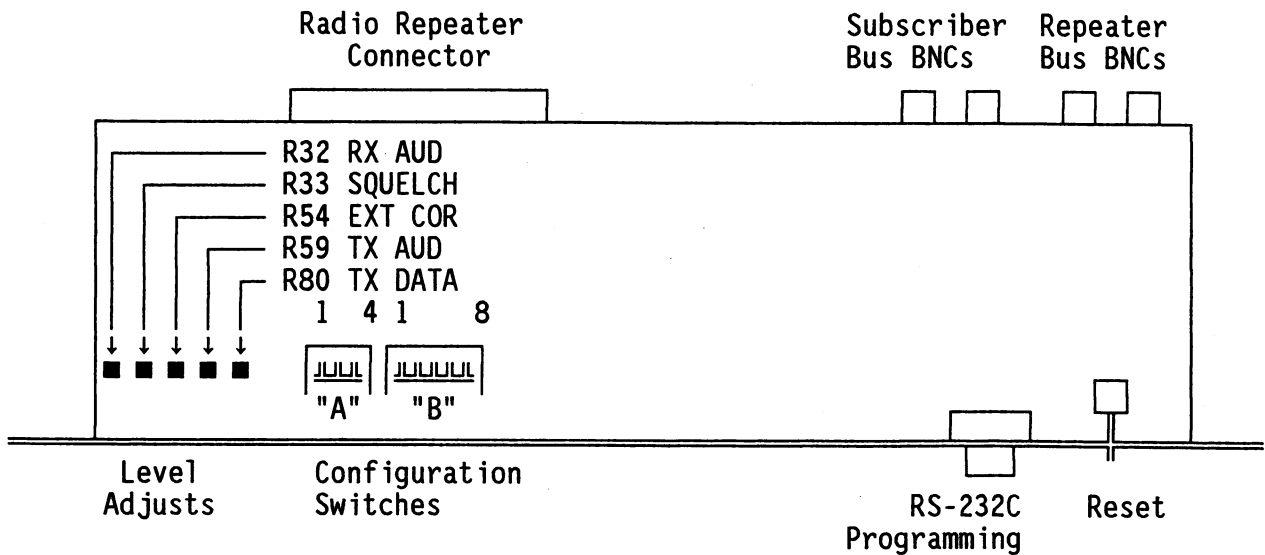 Radio Repeater
Connector
Subscriber
Bus BNCs
Repeater
Bus BNCs
R32 RX AUD
R33 SQUELCH
R54 EXT COR
R59 TX AUD
R80 TX DATA
1 4 1 8
"A" "B"
Level
Adjusts
Configuration
Switches
RS-232C
Programming
Reset